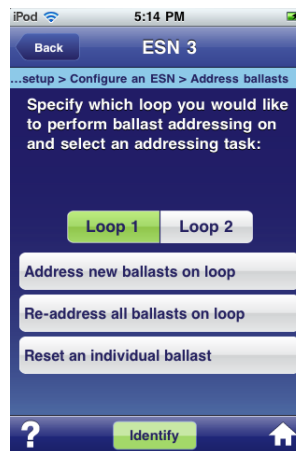 iPod 5:14 PM
Back ESN 3
...setup > Configure an ESN > Address ballasts
Specify which loop you would like
to perform ballast addressing on
and select an addressing task:
Loop 1 Loop 2
Address new ballasts on loop
Re-address all ballasts on loop
Reset an individual ballast
? Identify